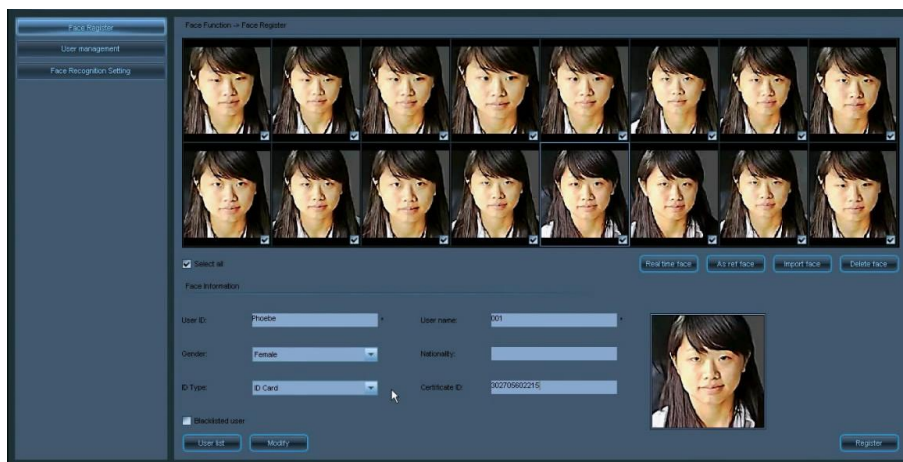 Face Register
User management
Face Recognition Setting
Face Function -> Face Register
Select all
Real time face As ref face Import face Delete face
Face Information
User ID: Phoebe * User name: 001 *
Gender: Female Nationality:
ID Type: ID Card Certificate ID: 302705602215
Blacklisted user
User list Modify Register